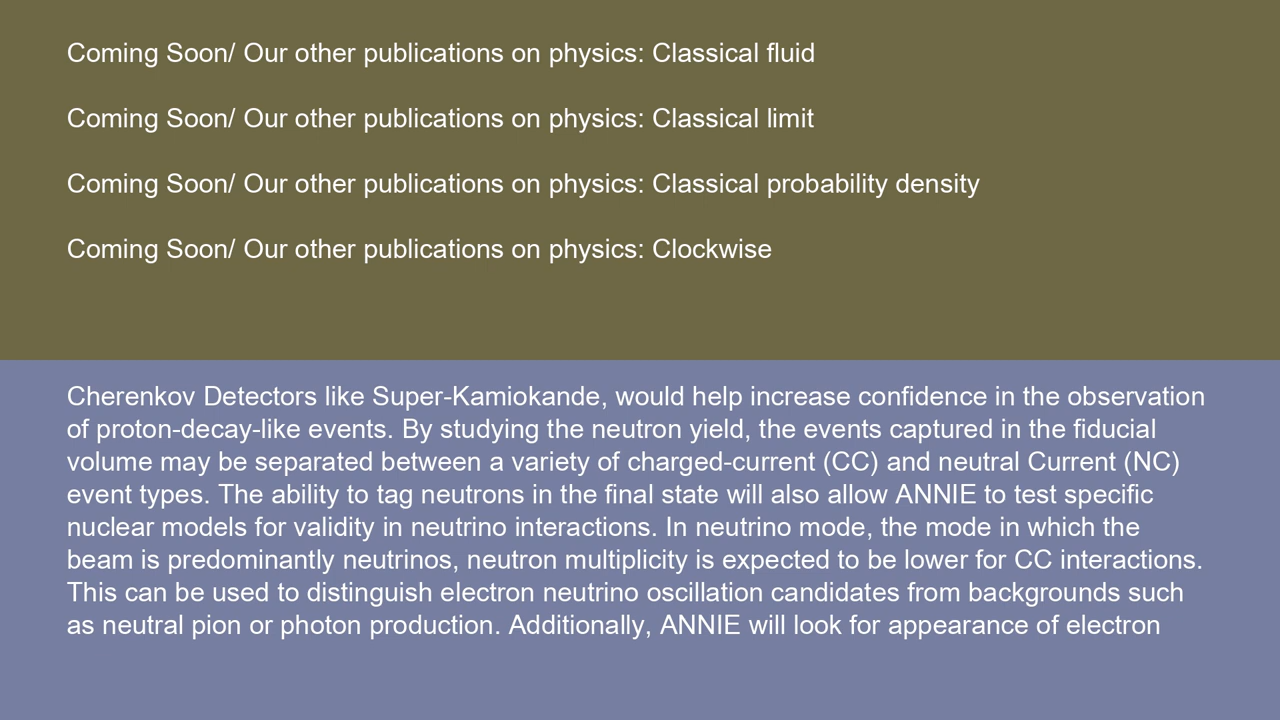 Coming Soon/ Our other publications on physics: Classical fluid
Coming Soon/ Our other publications on physics: Classical limit
Coming Soon/ Our other publications on physics: Classical probability density
Coming Soon/ Our other publications on physics: Clockwise
Cherenkov Detectors like Super-Kamiokande, would help increase confidence in the observation
of proton-decay-like events. By studying the neutron yield, the events captured in the fiducial
volume may be separated between a variety of charged-current (CC) and neutral Current (NC)
event types. The ability to tag neutrons in the final state will also allow ANNIE to test specific
nuclear models for validity in neutrino interactions. In neutrino mode, the mode in which the
beam is predominantly neutrinos, neutron multiplicity is expected to be lower for CC interactions.
This can be used to distinguish electron neutrino oscillation candidates from backgrounds such
as neutral pion or photon production. Additionally, ANNIE will look for appearance of electron